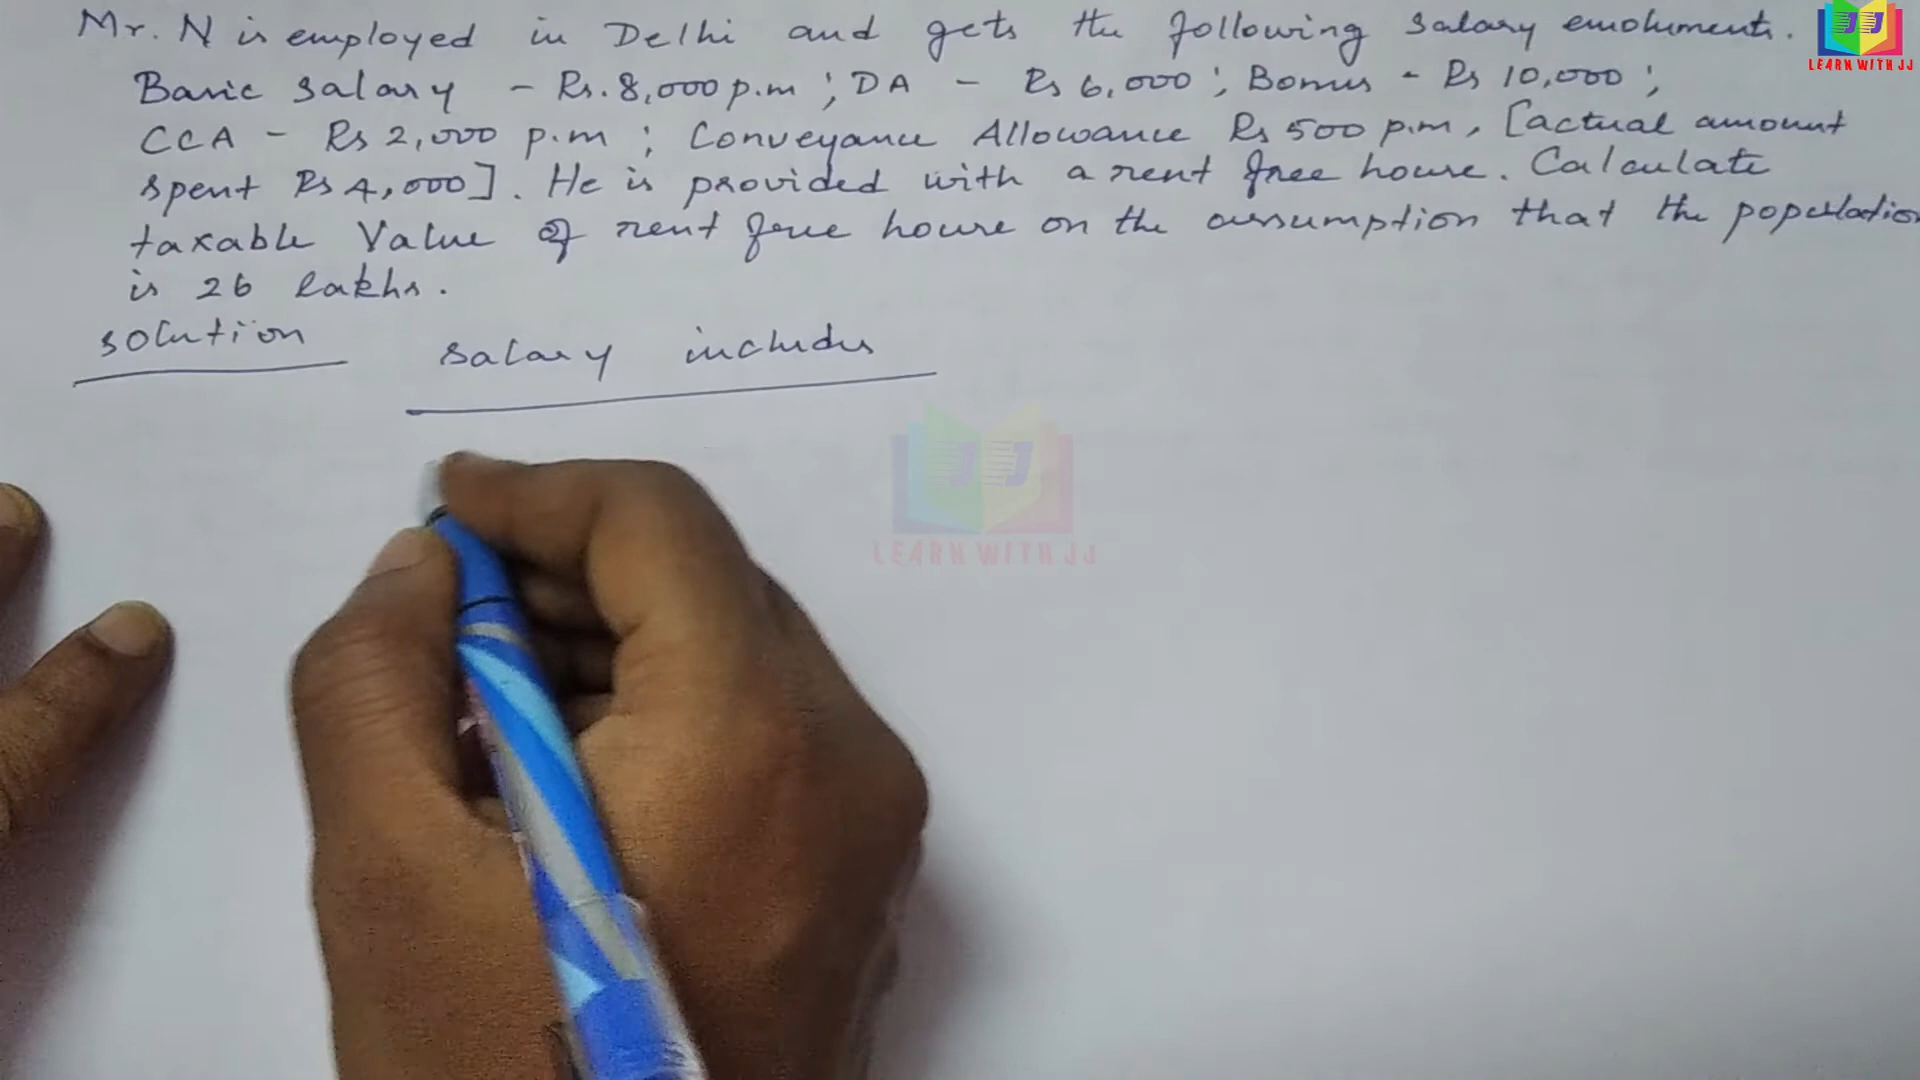 Mr. N is employed in Delhi and gets the following salary emoluments.
Basic salary - Rs. 8,000 p.m ; DA - Rs 6,000 ; Bonus - Rs 10,000 ;
CCA - Rs 2,000 p.m ; Conveyance Allowance Rs 500 p.m, [actual amount
spent Rs 4,000]. He is provided with a rent free house. Calculate
taxable Value of rent free house on the assumption that the population
is 26 lakhs.
solution
salary includes
LEARN WITH JJ
LEARN WITH JJ